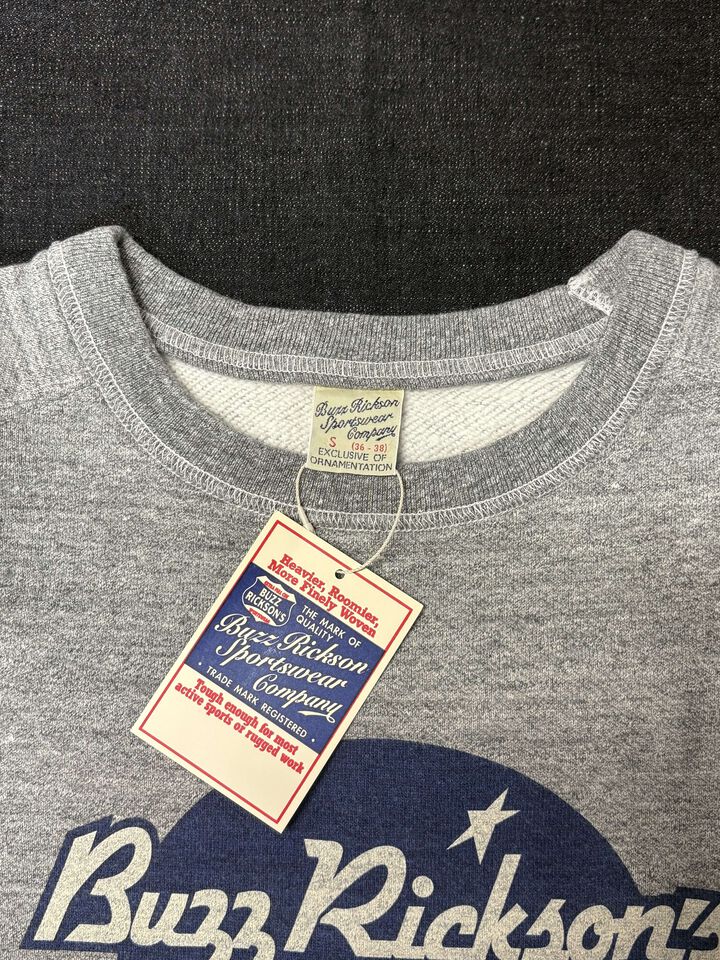 Buzz Rickson
Sportswear
Company
S (36 - 38)
EXCLUSIVE OF
ORNAMENTATION
Heavier, Roomier,
More Finely Woven
BUZZ
RICKSON'S
THE MARK OF
QUALITY
Buzz Rickson
Sportswear
Company
· TRADE MARK REGISTERED ·
Tough enough for most
active sports or rugged work
Buzz Rickson's